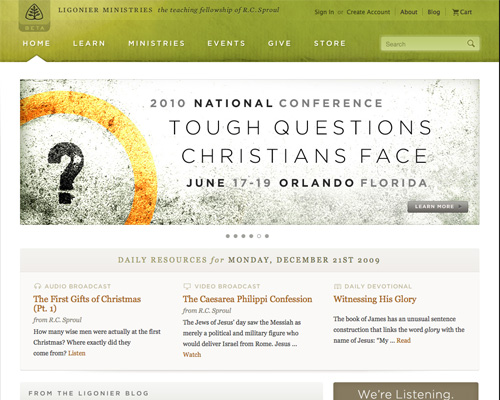 LIGONIER MINISTRIES the teaching fellowship of R.C. Sproul
Sign in or Create Account | About | Blog | Cart
BETA
HOME LEARN MINISTRIES EVENTS GIVE STORE
Search
2010 NATIONAL CONFERENCE
TOUGH QUESTIONS
CHRISTIANS FACE
JUNE 17-19 ORLANDO FLORIDA
?
LEARN MORE
DAILY RESOURCES for MONDAY, DECEMBER 21ST 2009
AUDIO BROADCAST
The First Gifts of Christmas
(Pt. 1)
from R.C. Sproul
How many wise men were actually at the first
Christmas? Where exactly did they
come from? Listen
VIDEO BROADCAST
The Caesarea Philippi Confession
from R.C. Sproul
The Jews of Jesus' day saw the Messiah as
merely a political and military figure who
would deliver Israel from Rome. Jesus ...
Watch
DAILY DEVOTIONAL
Witnessing His Glory
The book of James has an unusual sentence
construction that links the word glory with the
name of Jesus: "My ... Read
FROM THE LIGONIER BLOG
We're Listening.